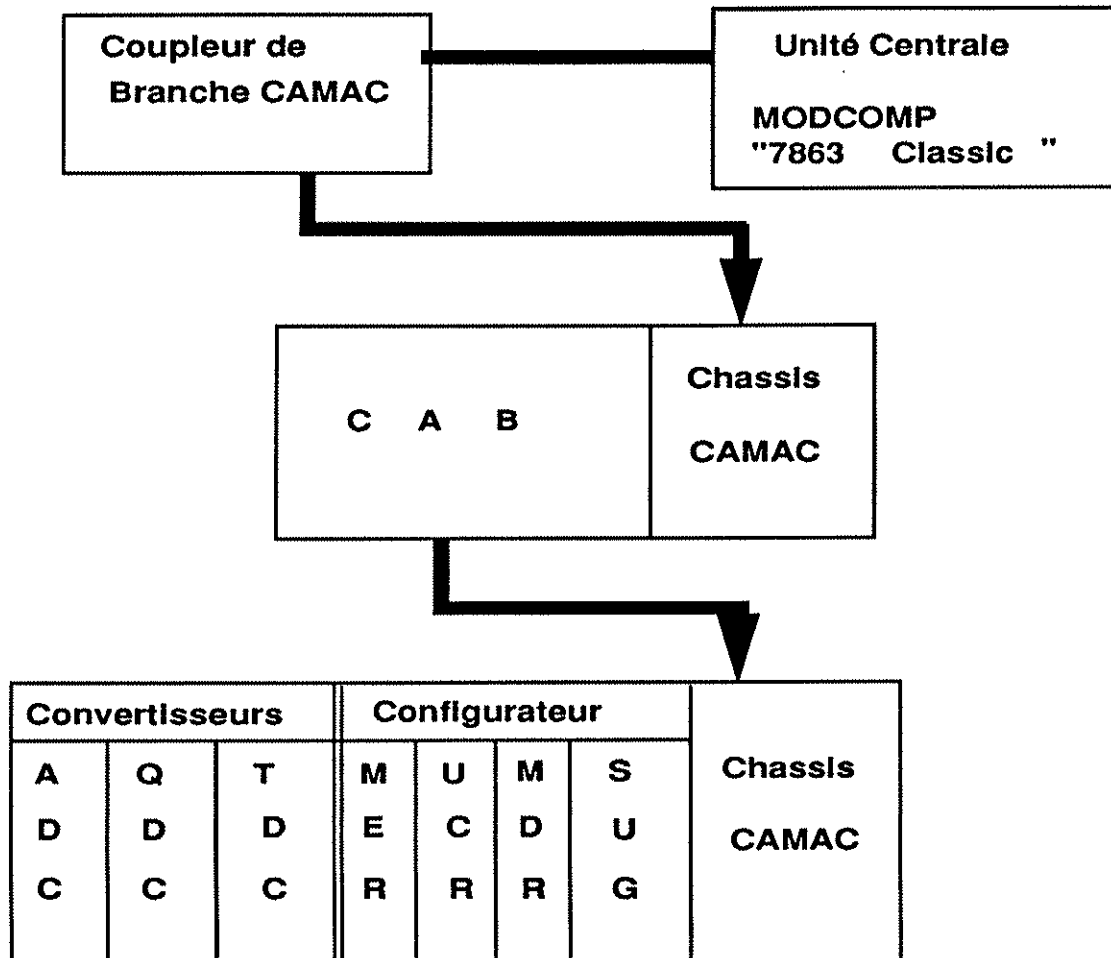 Coupleur de
Branche CAMAC
Unité Centrale
MODCOMP
"7863 Classic "
C A B
Chassis
CAMAC
Convertisseurs
Configurateur
A Q T M U M S
D D D E C D U
C C C R R R G
Chassis
CAMAC